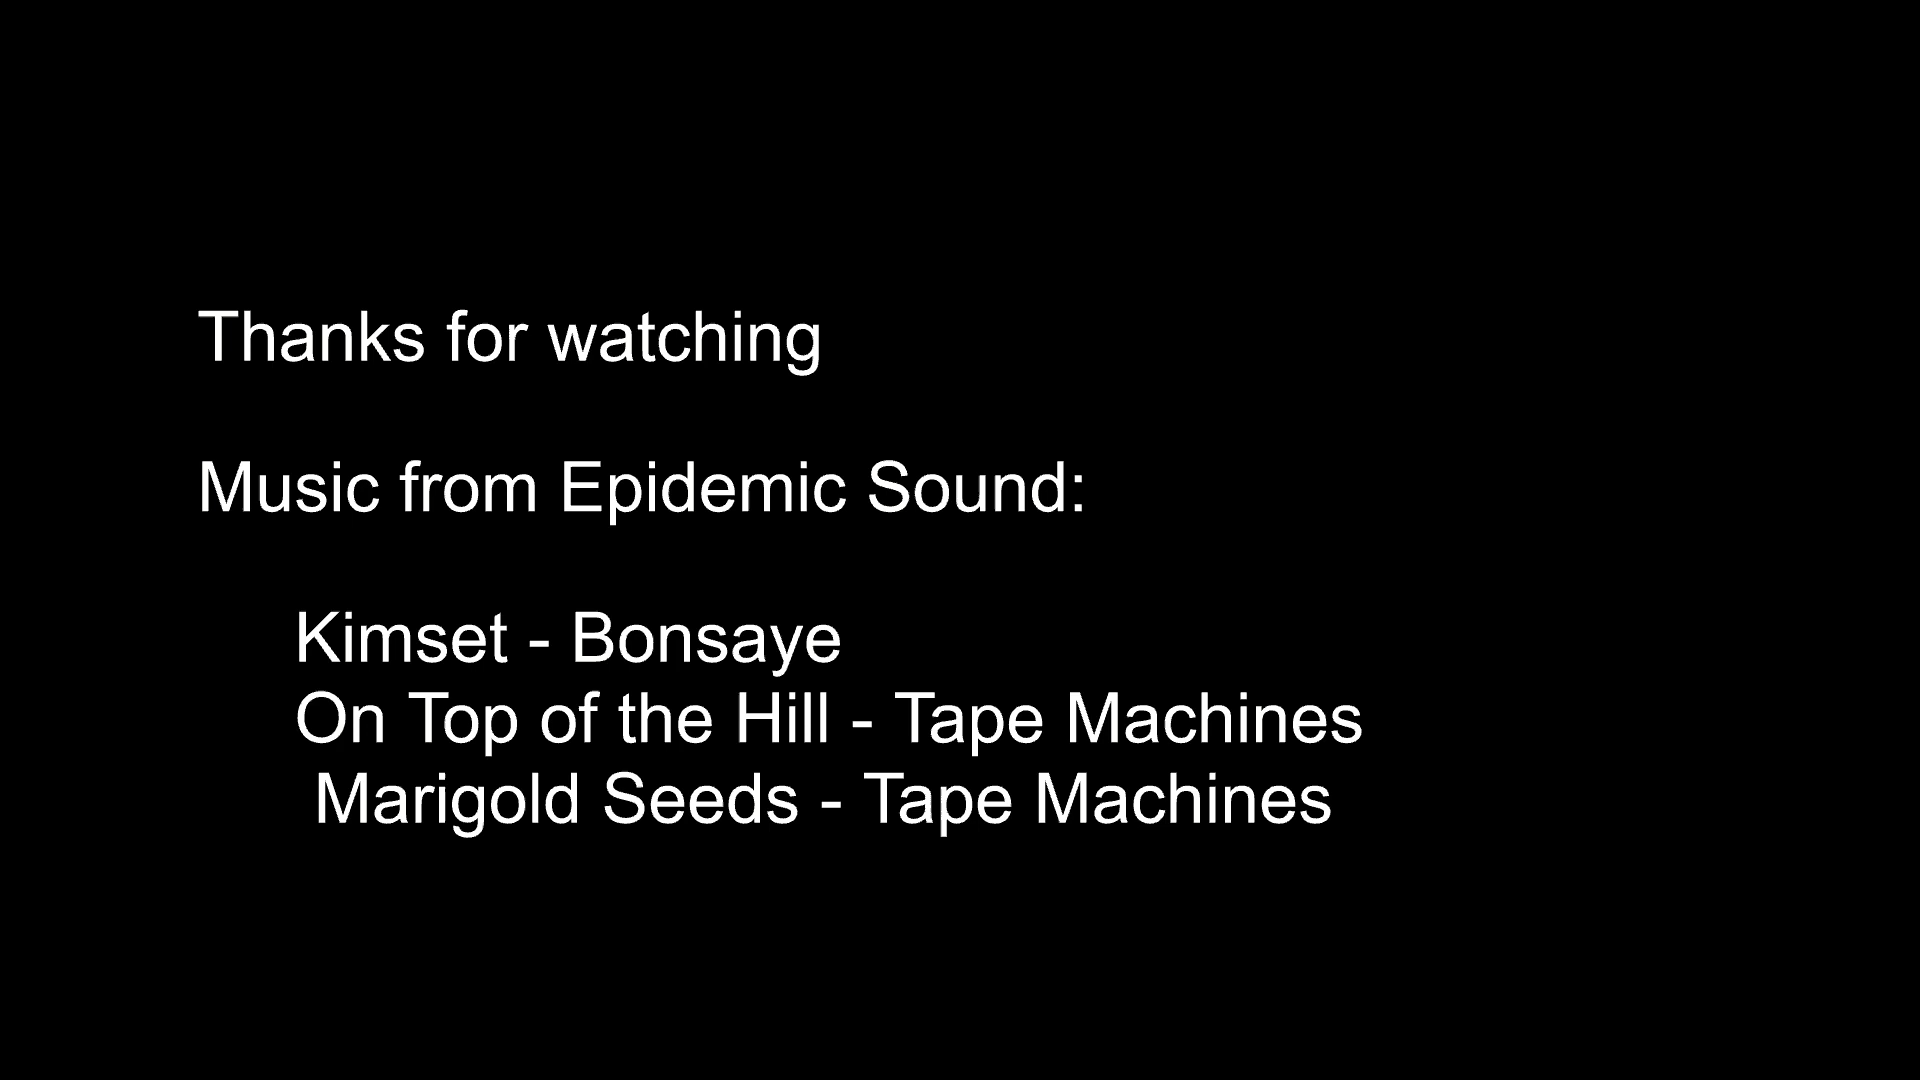 Thanks for watching
Music from Epidemic Sound:
Kimset - Bonsaye
On Top of the Hill - Tape Machines
Marigold Seeds - Tape Machines